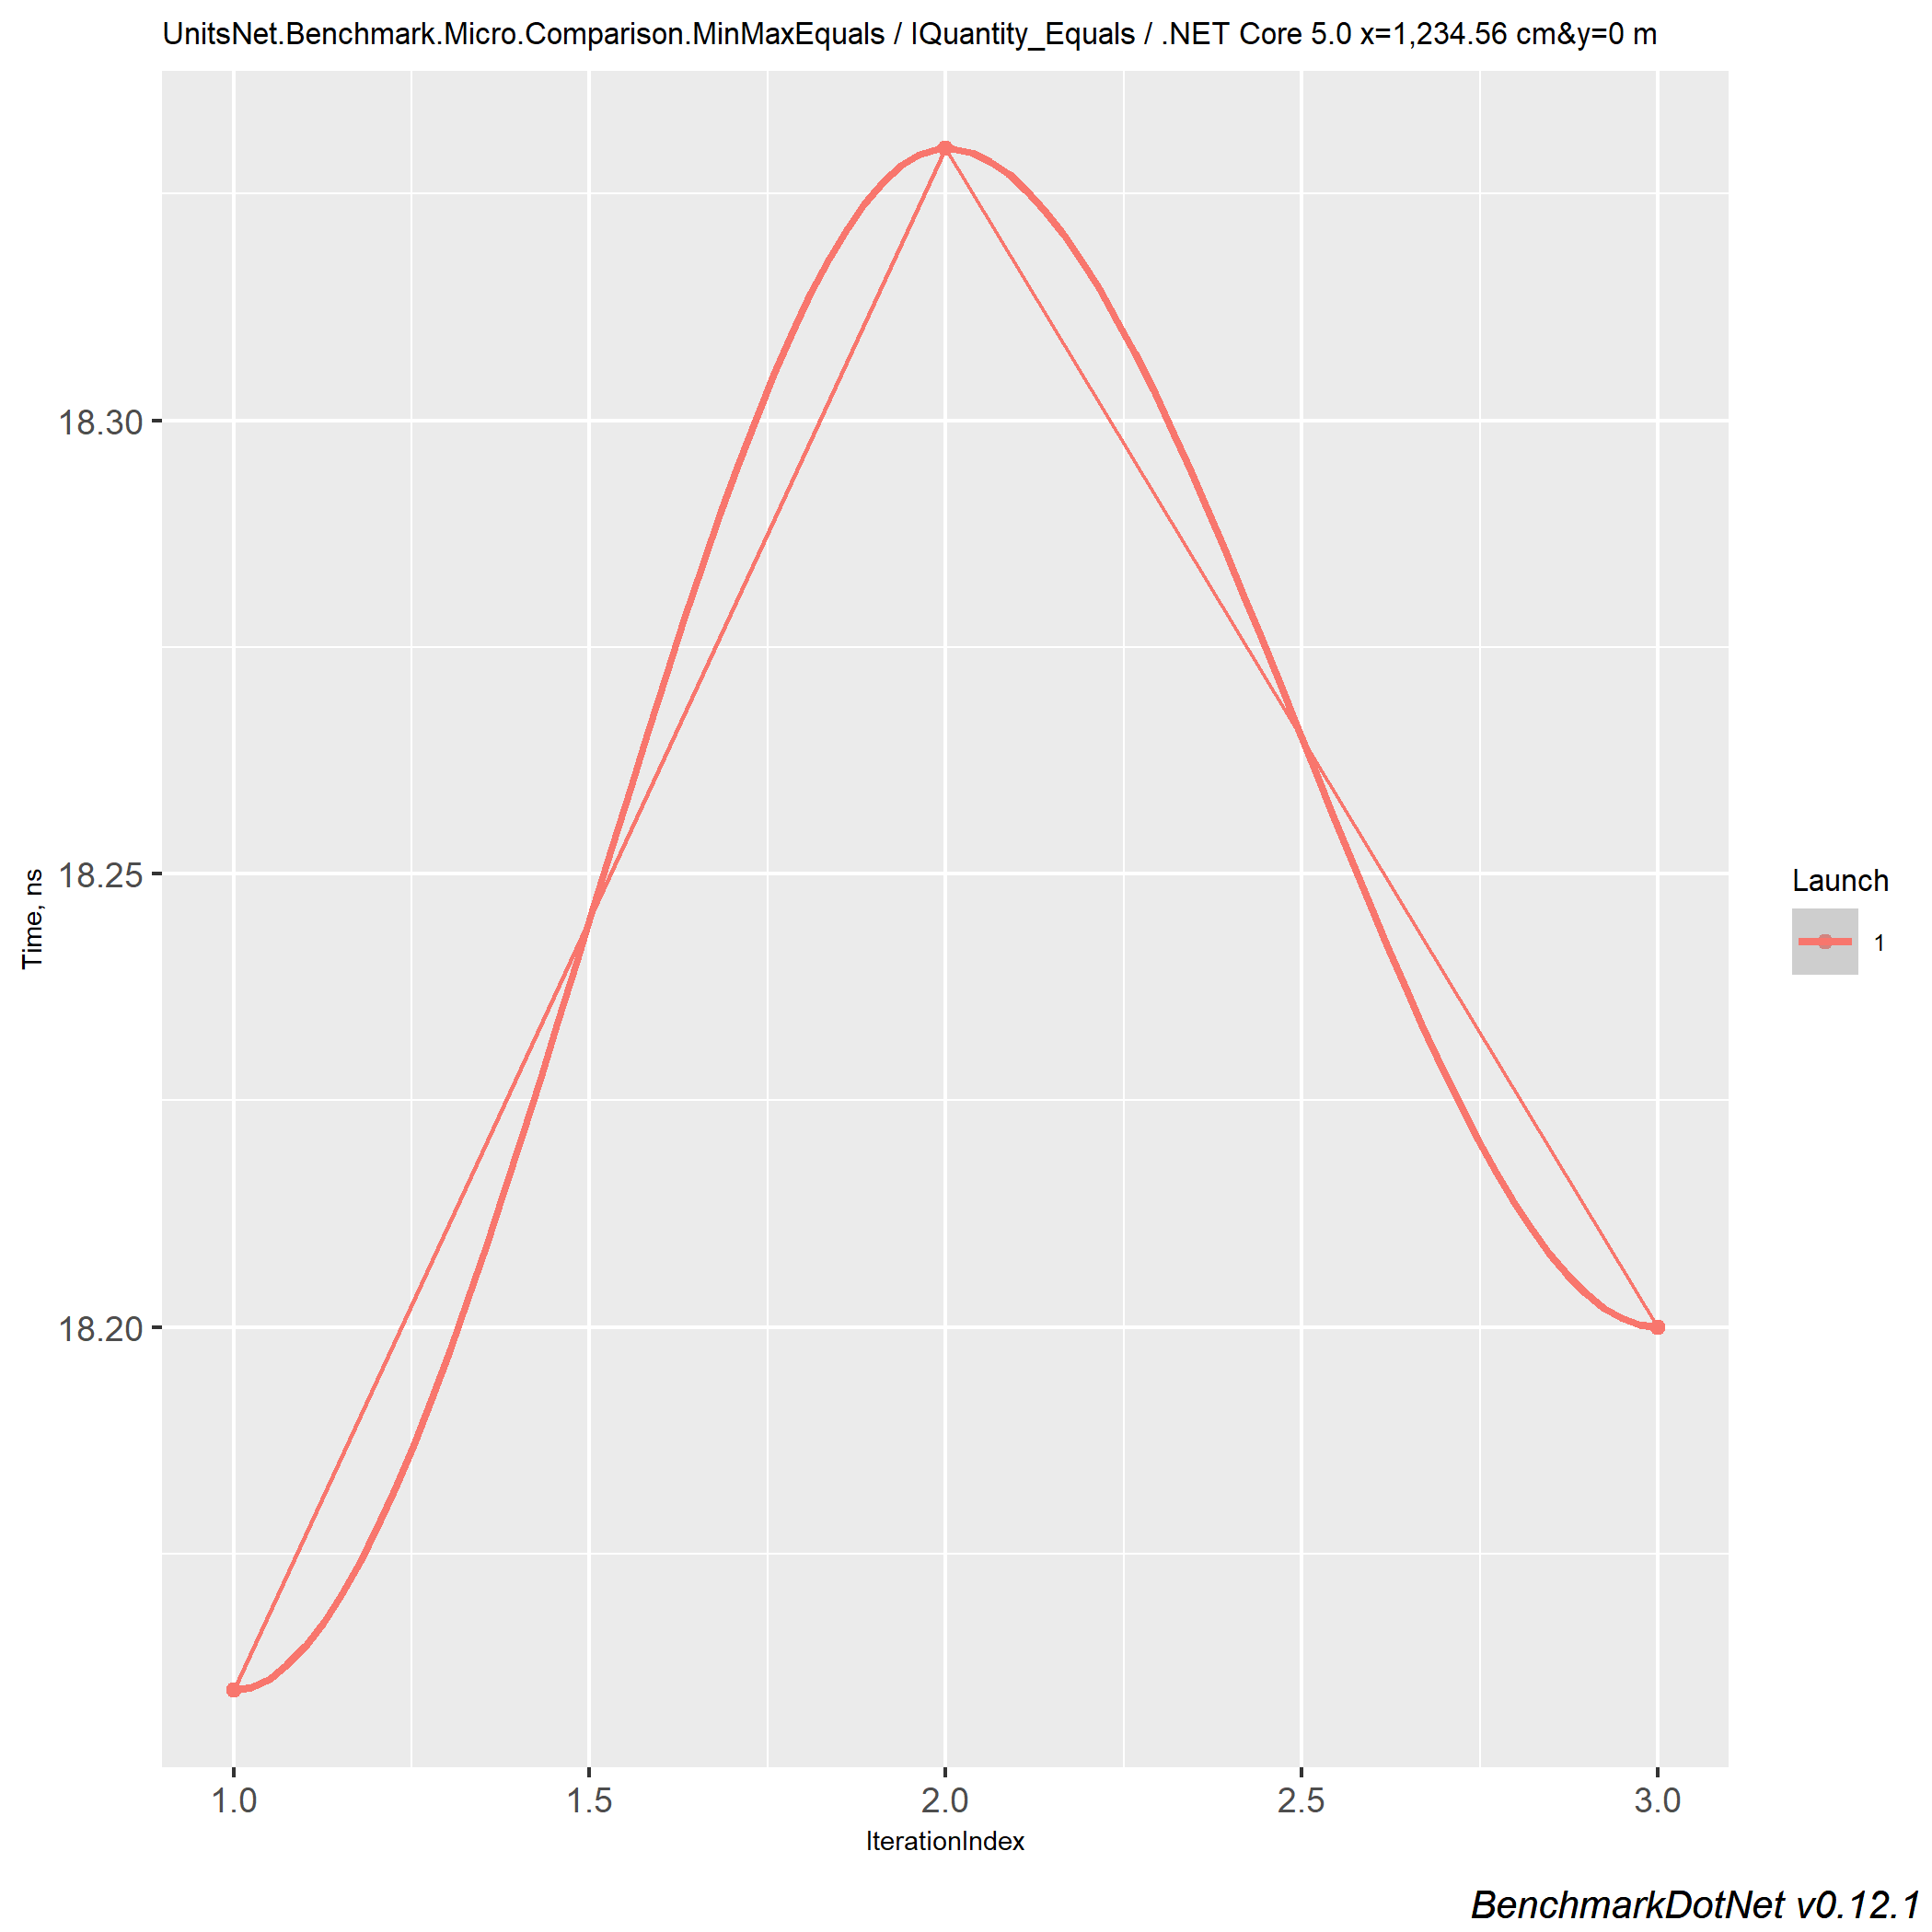 UnitsNet.Benchmark.Micro.Comparison.MinMaxEquals / IQuantity_Equals / .NET Core 5.0 x=1,234.56 cm&y=0 m
18.30
18.25
18.20
Time, ns
1.0 1.5 2.0 2.5 3.0
IterationIndex
Launch
1
BenchmarkDotNet v0.12.1